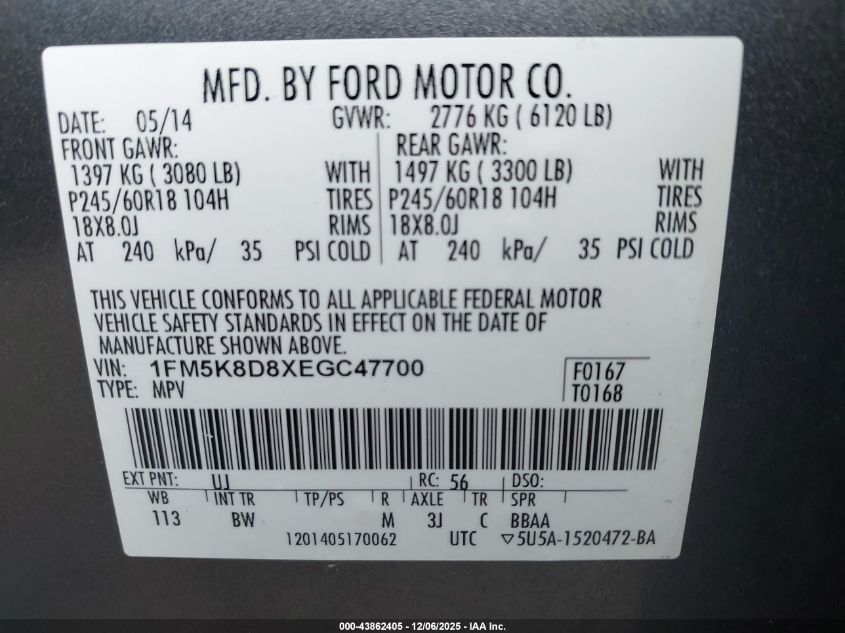 MFD. BY FORD MOTOR CO.
DATE: 05/14 GVWR: 2776 KG ( 6120 LB)
FRONT GAWR: REAR GAWR:
1397 KG ( 3080 LB) WITH 1497 KG ( 3300 LB) WITH
P245/60R18 104H TIRES P245/60R18 104H TIRES
18X8.0J RIMS 18X8.0J RIMS
AT 240 kPa/ 35 PSI COLD AT 240 kPa/ 35 PSI COLD
THIS VEHICLE CONFORMS TO ALL APPLICABLE FEDERAL MOTOR
VEHICLE SAFETY STANDARDS IN EFFECT ON THE DATE OF
MANUFACTURE SHOWN ABOVE.
VIN: 1FM5K8D8XEGC47700 F0167
TYPE: MPV T0168
EXT PNT: UJ RC: 56 DSO:
WB INT TR TP/PS R AXLE TR SPR
113 BW M 3J C BBAA
1201405170062 UTC ▽5U5A-1520472-BA
000-43862405 - 12/06/2025 - IAA Inc.